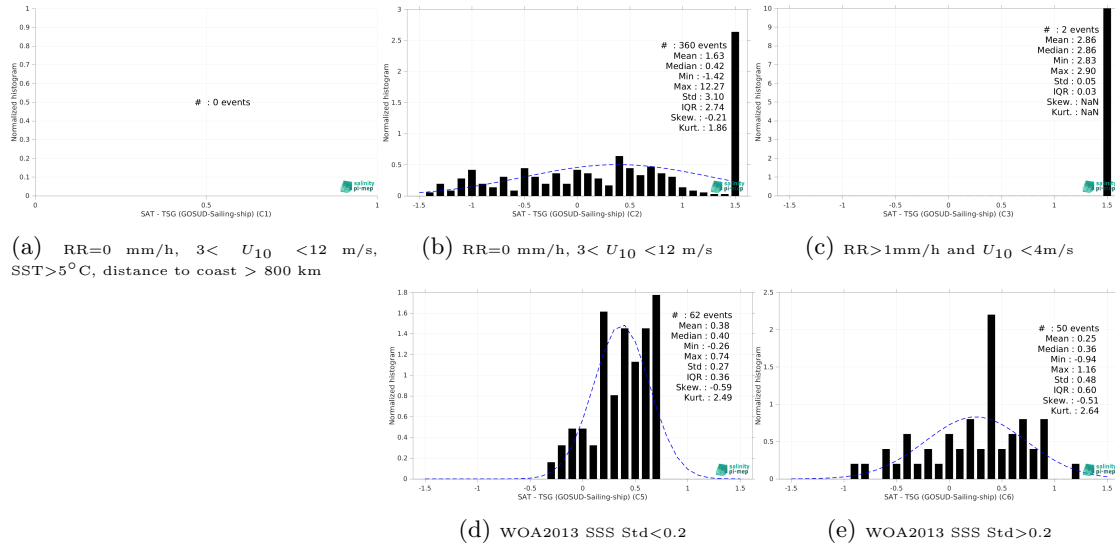 1
0.9
0.8
0.7
0.6
0.5
0.4
0.3
0.2
0.1
0
Normalized histogram
# : 0 events
0 0.5 1
SAT - TSG (GOSUD-Sailing-ship) (C1)
salinity
pi-mep
(a) RR=0 mm/h, 3< U10 <12 m/s,
SST>5°C, distance to coast > 800 km
3
2.5
2
1.5
1
0.5
0
Normalized histogram
# : 360 events
Mean : 1.63
Median : 0.42
Min : -1.42
Max : 12.27
Std : 3.10
IQR : 2.74
Skew. : -0.21
Kurt. : 1.86
-1.5 -1 -0.5 0 0.5 1 1.5
SAT - TSG (GOSUD-Sailing-ship) (C2)
salinity
pi-mep
(b) RR=0 mm/h, 3< U10 <12 m/s
10
9
8
7
6
5
4
3
2
1
0
Normalized histogram
# : 2 events
Mean : 2.86
Median : 2.86
Min : 2.83
Max : 2.90
Std : 0.05
IQR : 0.03
Skew. : NaN
Kurt. : NaN
-1.5 -1 -0.5 0 0.5 1 1.5
SAT - TSG (GOSUD-Sailing-ship) (C3)
salinity
pi-mep
(c) RR>1mm/h and U10 <4m/s
1.8
1.6
1.4
1.2
1
0.8
0.6
0.4
0.2
0
Normalized histogram
# : 62 events
Mean : 0.38
Median : 0.40
Min : -0.26
Max : 0.74
Std : 0.27
IQR : 0.36
Skew. : -0.59
Kurt. : 2.49
-1.5 -1 -0.5 0 0.5 1 1.5
SAT - TSG (GOSUD-Sailing-ship) (C5)
salinity
pi-mep
(d) WOA2013 SSS Std<0.2
2.5
2
1.5
1
0.5
0
Normalized histogram
# : 50 events
Mean : 0.25
Median : 0.36
Min : -0.94
Max : 1.16
Std : 0.48
IQR : 0.60
Skew. : -0.51
Kurt. : 2.64
-1.5 -1 -0.5 0 0.5 1 1.5
SAT - TSG (GOSUD-Sailing-ship) (C6)
salinity
pi-mep
(e) WOA2013 SSS Std>0.2